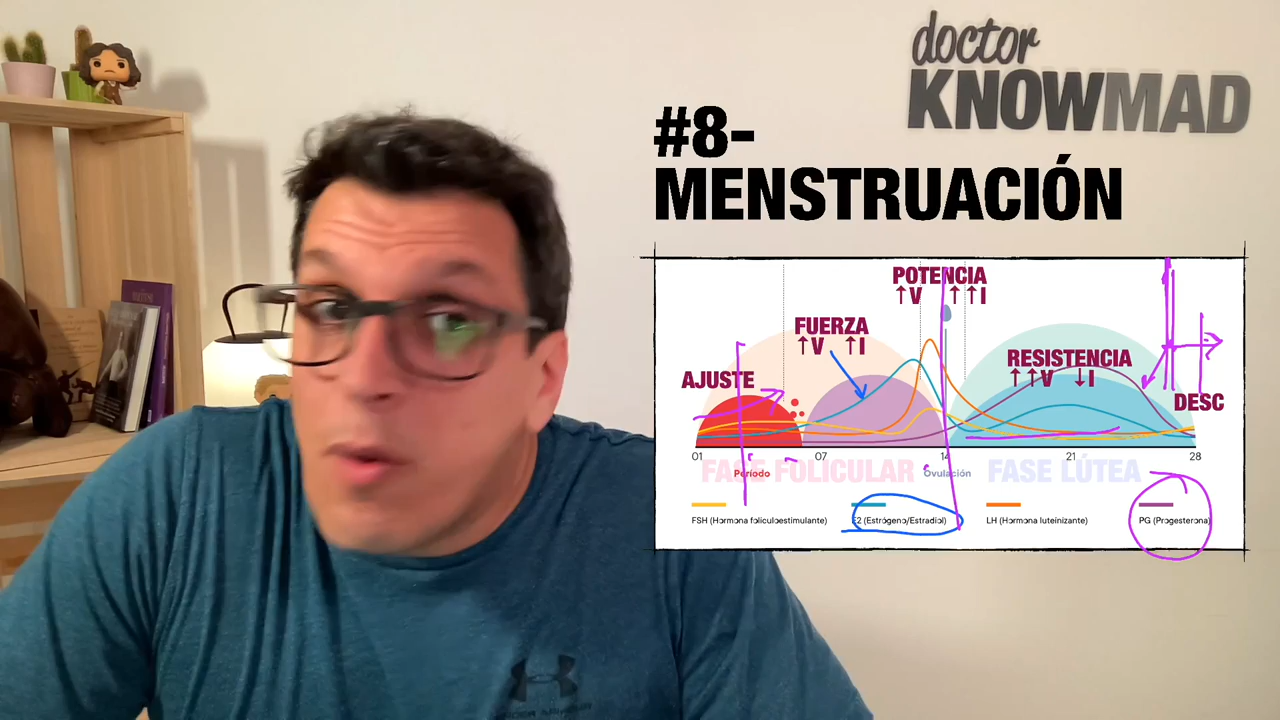 doctor
KNOWMAD
#8-
MENSTRUACIÓN
POTENCIA
↑V ↑↑I
FUERZA
↑V ↑I
RESISTENCIA
↑↑V ↓I
AJUSTE
DESC
01 07 14 21 28
FASE FOLICULAR FASE LÚTEA
Período Ovulación
FSH (Hormona foliculoestimulante) E2 (Estrógeno/Estradiol) LH (Hormona luteinizante) PG (Progesterona)